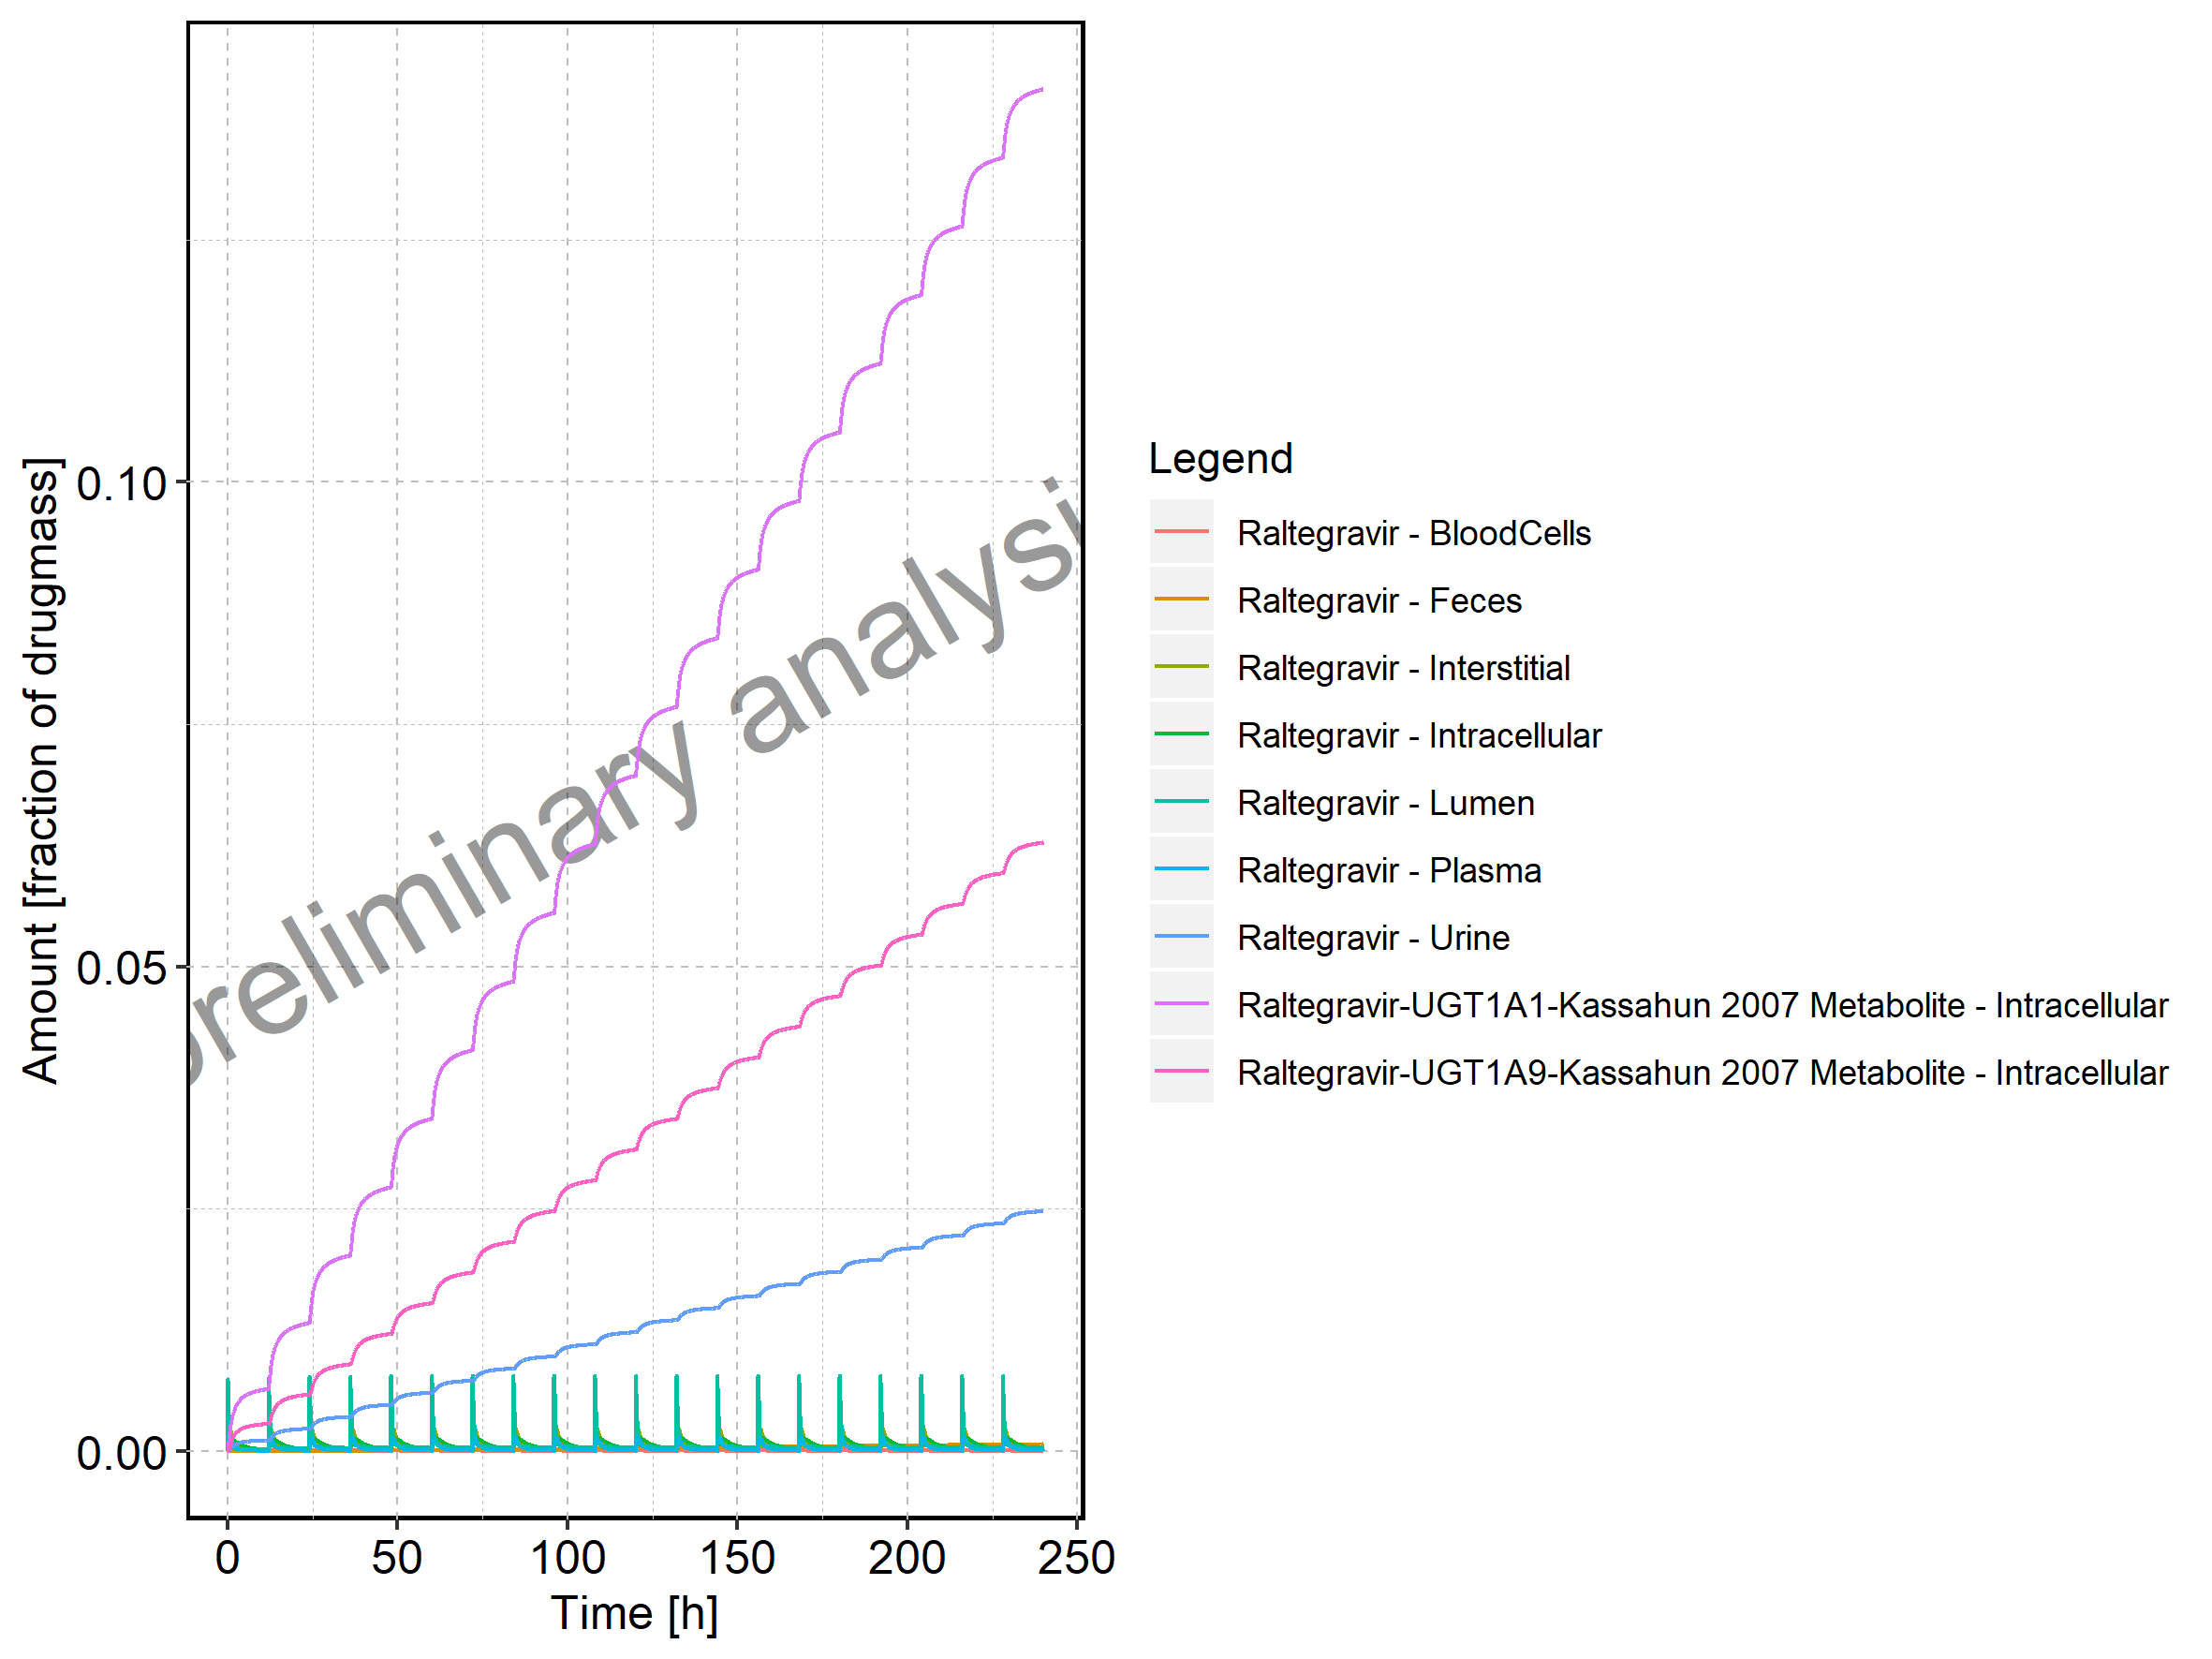 Amount [fraction of drugmass]
0.10
0.05
0.00
0
50
100
150
200
250
Time [h]
preliminary analysi
Legend
Raltegravir - BloodCells
Raltegravir - Feces
Raltegravir - Interstitial
Raltegravir - Intracellular
Raltegravir - Lumen
Raltegravir - Plasma
Raltegravir - Urine
Raltegravir-UGT1A1-Kassahun 2007 Metabolite - Intracellular
Raltegravir-UGT1A9-Kassahun 2007 Metabolite - Intracellular